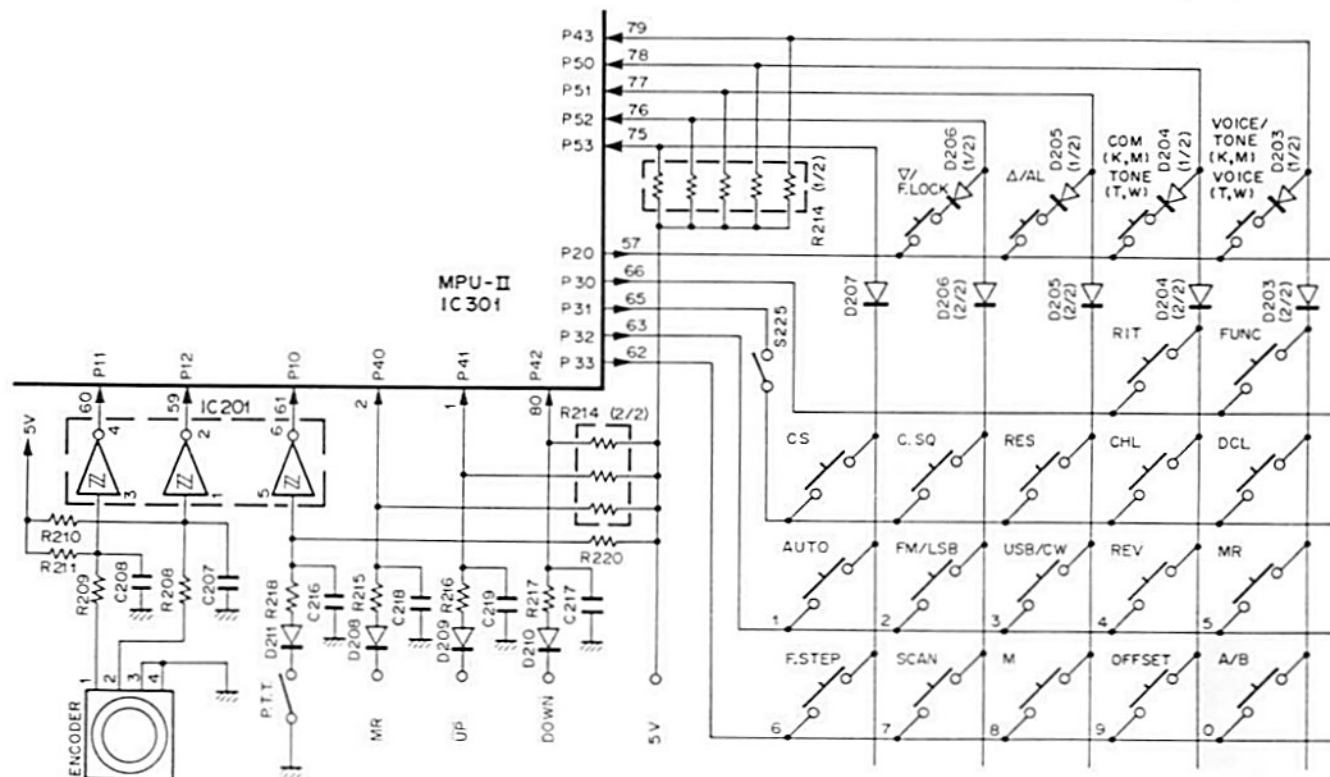 P43 79
P50 78
P51 77
P52 76
P53 75
R214 (1/2)
▽/
F.LOCK
D206
(1/2)
△/AL
D205
(1/2)
COM
(K,M)
TONE
(T,W)
D204
(1/2)
VOICE/
TONE
(K,M)
VOICE
(T,W)
D203
(1/2)
P20 57
P30 66
P31 65
P32 63
P33 62
MPU-II
IC301
S225
D207
D206
(2/2)
D205
(2/2)
D204
(2/2)
D203
(2/2)
RIT
FUNC
P11
P12
P10
P40
P41
P42
60
59
61
2
1
80
5V
IC201
4
2
6
3
1
5
R214 (2/2)
R220
R210
R211
R209
C208
R208
C207
R218
C216
R215
C218
R216
C219
R217
C217
D211
D208
D209
D210
P.T.T.
MR
UP
DOWN
5V
1
2
3
4
ENCODER
CS
C.SQ
RES
CHL
DCL
AUTO
FM/LSB
USB/CW
REV
MR
1
2
3
4
5
F.STEP
SCAN
M
OFFSET
A/B
6
7
8
9
0